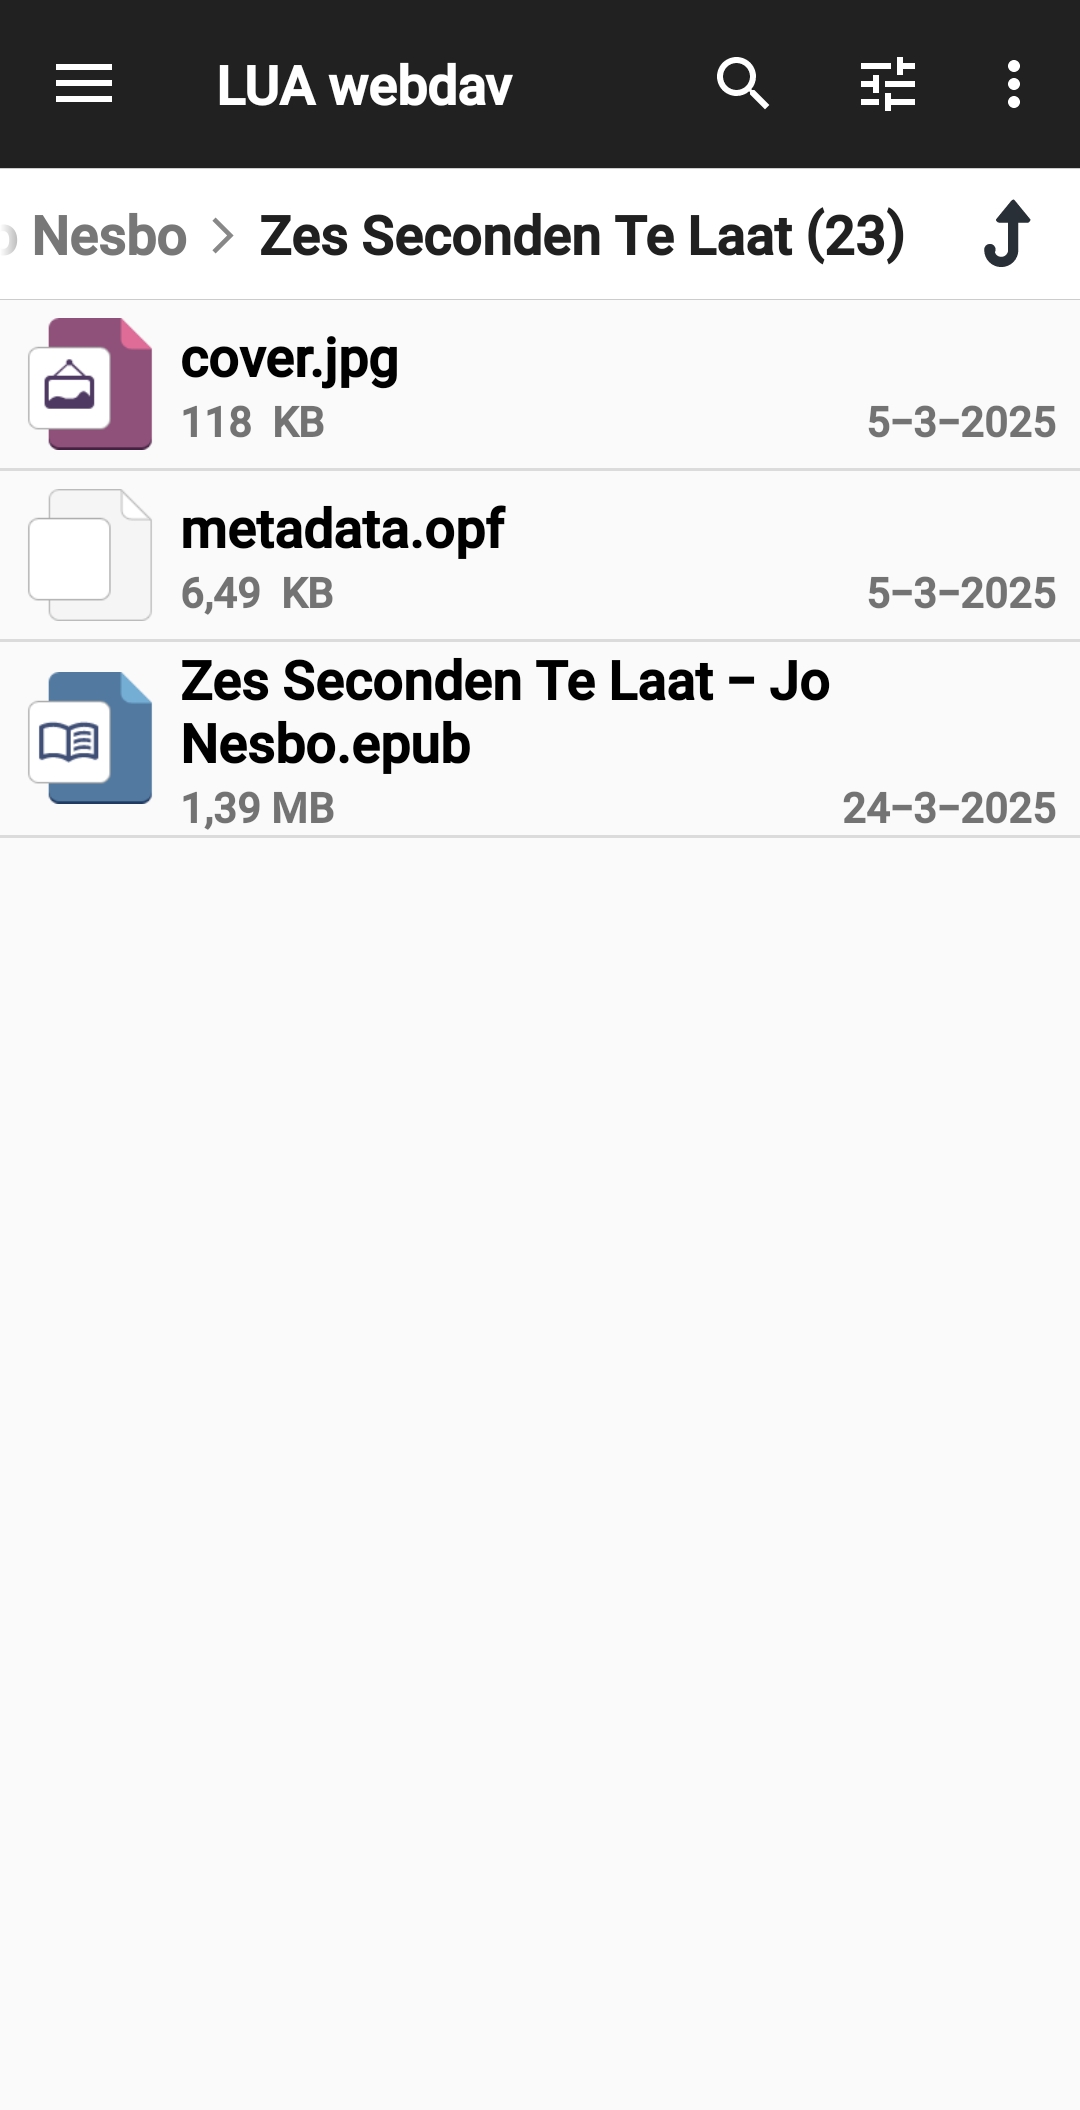 LUA webdav
Nesbo > Zes Seconden Te Laat (23)
cover.jpg
118 KB 5-3-2025
metadata.opf
6,49 KB 5-3-2025
Zes Seconden Te Laat - Jo
Nesbo.epub
1,39 MB 24-3-2025